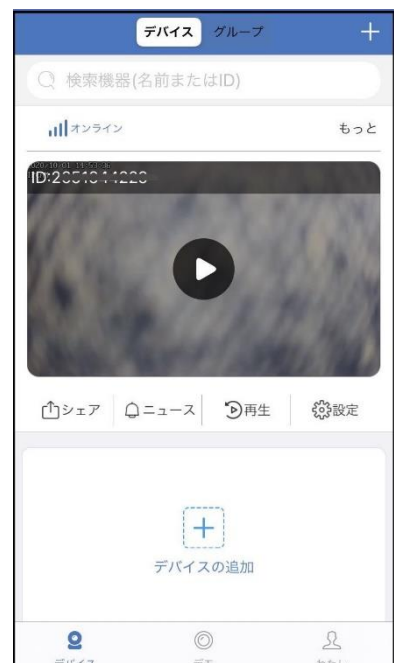 デバイス グループ
検索機器(名前またはID)
オンライン もっと
シェア ニュース 再生 設定
デバイスの追加